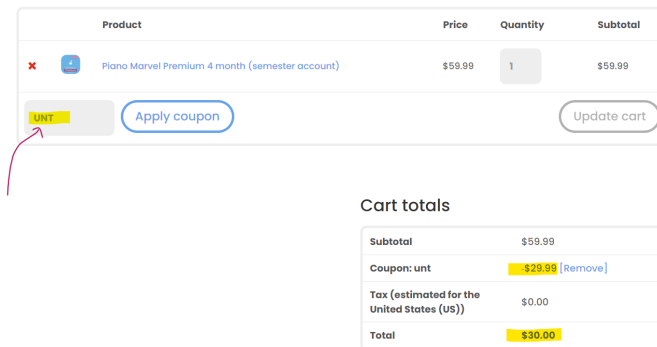 Product Price Quantity Subtotal
× Piano Marvel Premium 4 month (semester account) $59.99 1 $59.99
UNT Apply coupon Update cart
Cart totals
Subtotal $59.99
Coupon: unt -$29.99 [Remove]
Tax (estimated for the
United States (US)) $0.00
Total $30.00